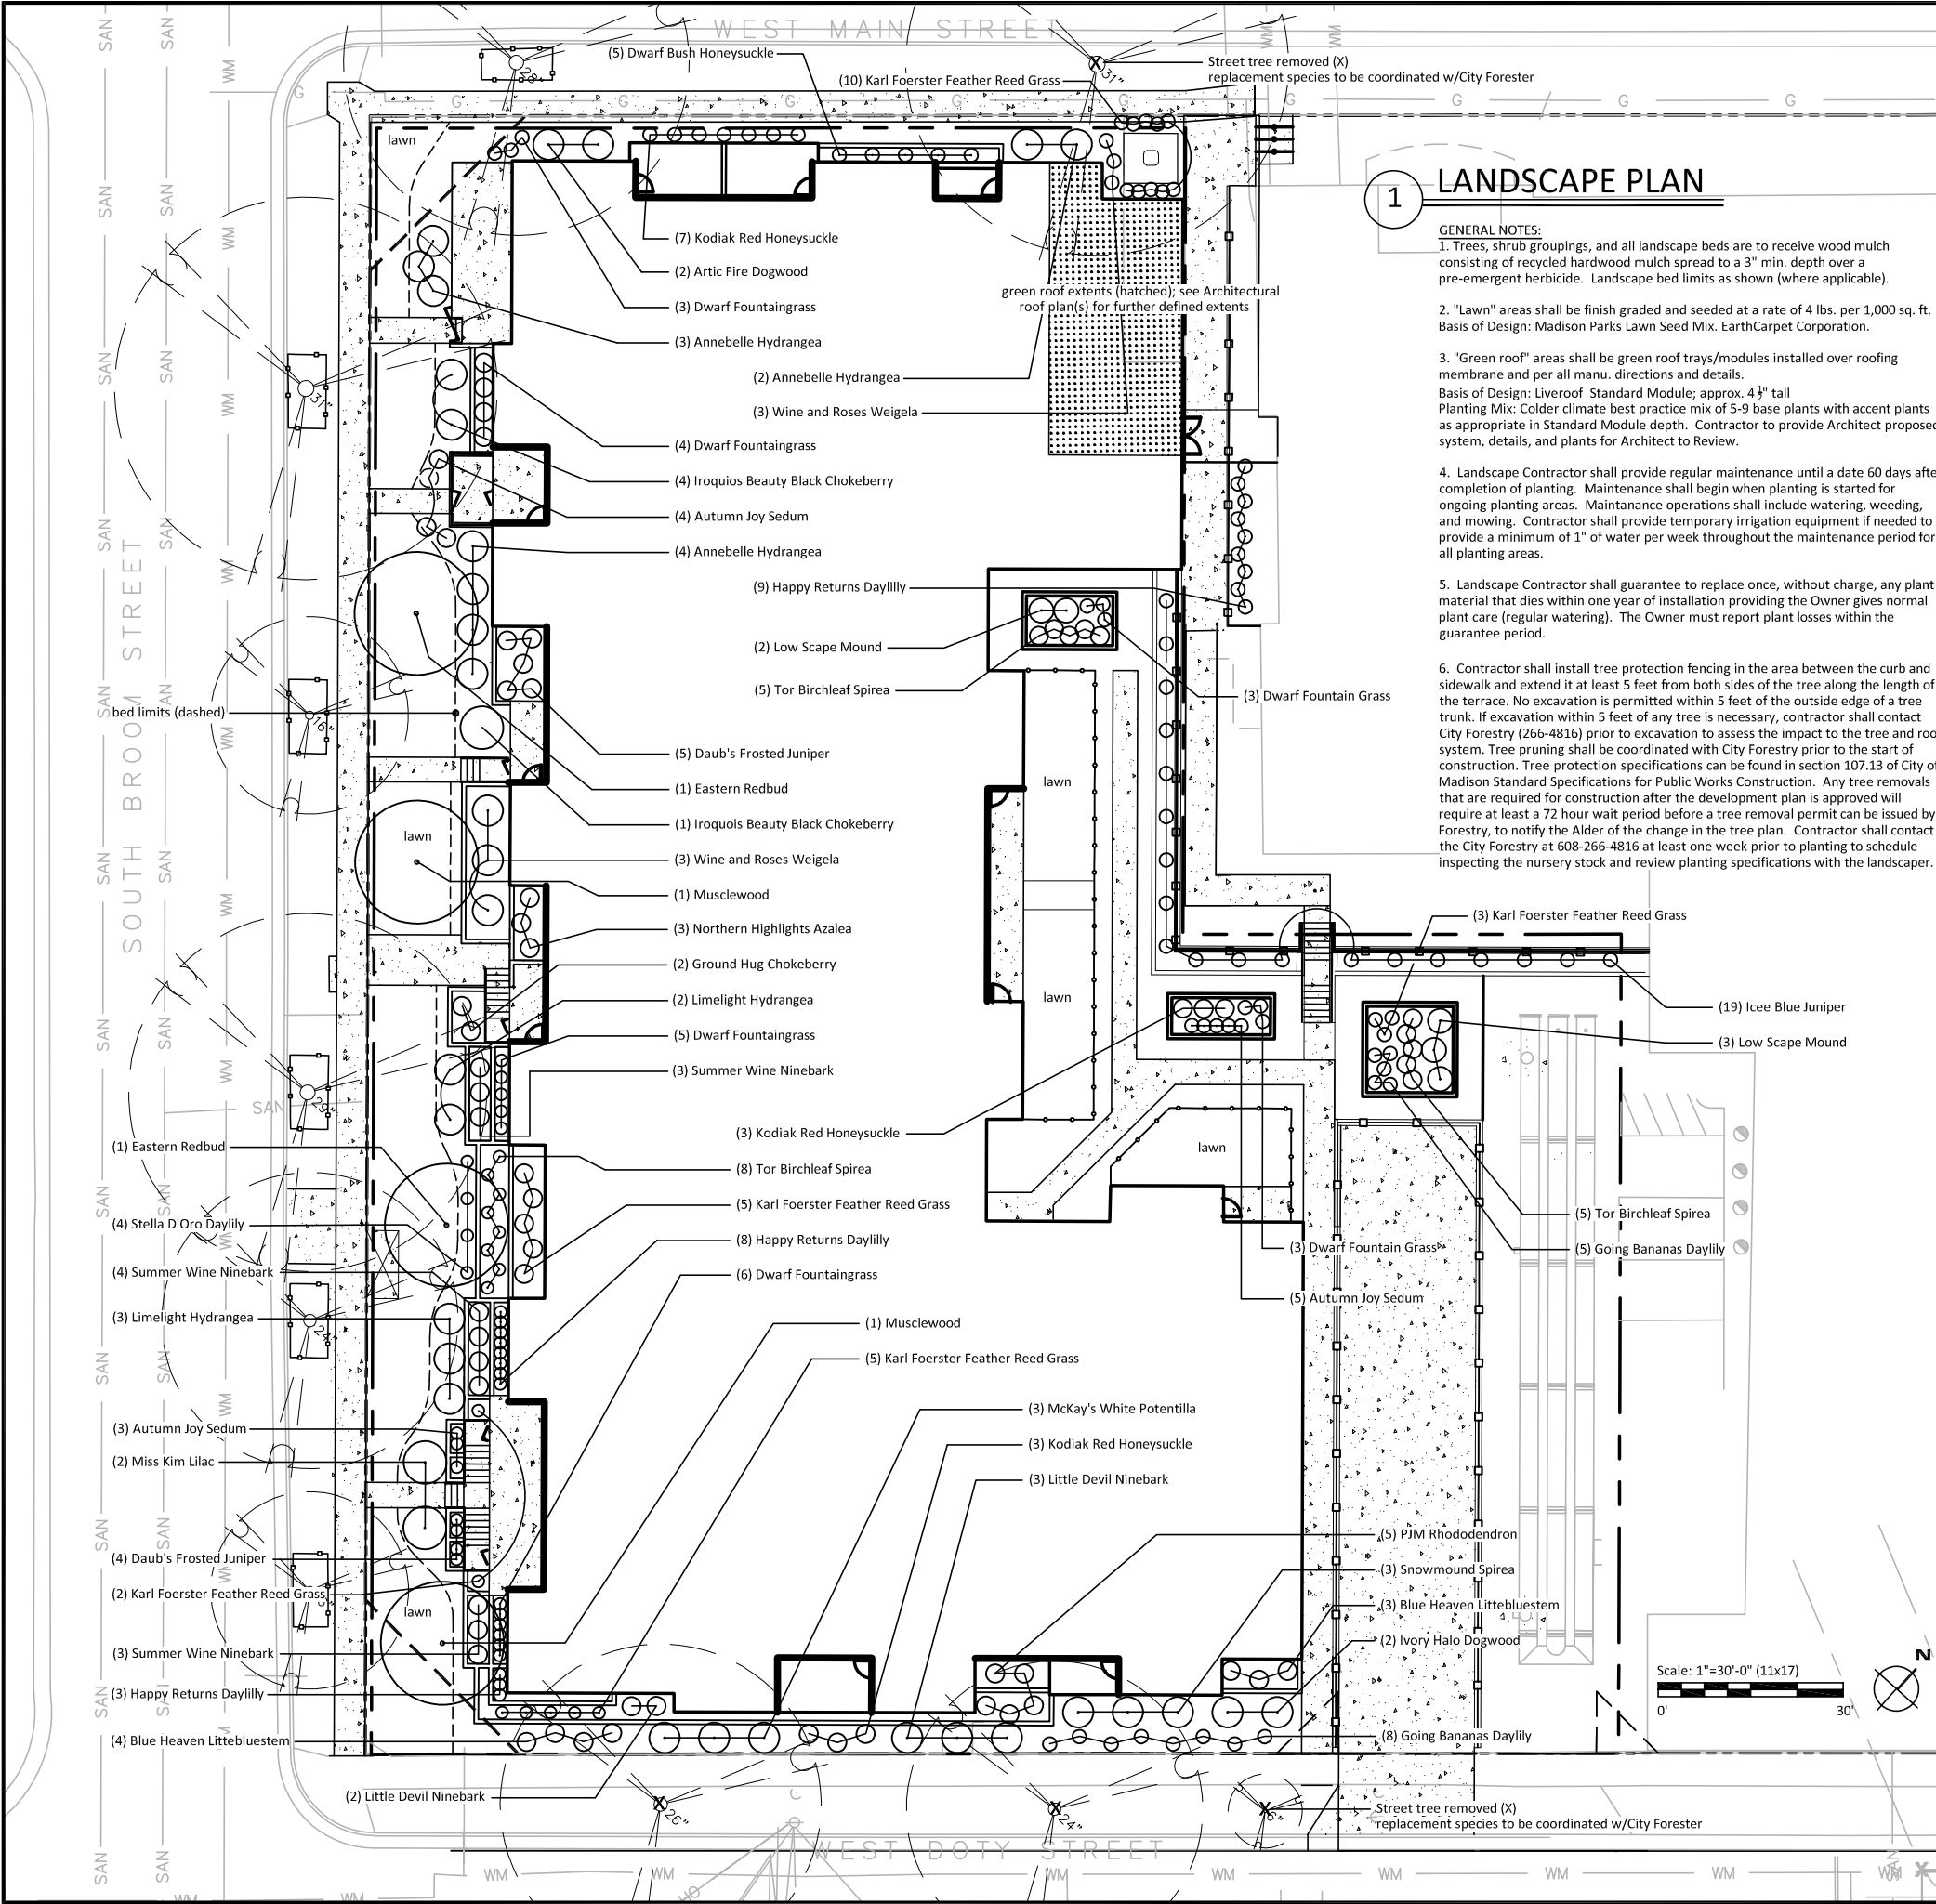 WEST MAIN STREET
(5) Dwarf Bush Honeysuckle
(10) Karl Foerster Feather Reed Grass
Street tree removed (X)
replacement species to be coordinated w/City Forester
28"
31"
lawn
1
LANDSCAPE PLAN
GENERAL NOTES:
1. Trees, shrub groupings, and all landscape beds are to receive wood mulch
consisting of recycled hardwood mulch spread to a 3" min. depth over a
pre-emergent herbicide. Landscape bed limits as shown (where applicable).
2. "Lawn" areas shall be finish graded and seeded at a rate of 4 lbs. per 1,000 sq. ft.
Basis of Design: Madison Parks Lawn Seed Mix. EarthCarpet Corporation.
3. "Green roof" areas shall be green roof trays/modules installed over roofing
membrane and per all manu. directions and details.
Basis of Design: Liveroof Standard Module; approx. 4 1/2" tall
Planting Mix: Colder climate best practice mix of 5-9 base plants with accent plants
as appropriate in Standard Module depth. Contractor to provide Architect proposed
system, details, and plants for Architect to Review.
4. Landscape Contractor shall provide regular maintenance until a date 60 days afte
completion of planting. Maintenance shall begin when planting is started for
ongoing planting areas. Maintanance operations shall include watering, weeding,
and mowing. Contractor shall provide temporary irrigation equipment if needed to
provide a minimum of 1" of water per week throughout the maintenance period for
all planting areas.
5. Landscape Contractor shall guarantee to replace once, without charge, any plant
material that dies within one year of installation providing the Owner gives normal
plant care (regular watering). The Owner must report plant losses within the
guarantee period.
6. Contractor shall install tree protection fencing in the area between the curb and
sidewalk and extend it at least 5 feet from both sides of the tree along the length of
the terrace. No excavation is permitted within 5 feet of the outside edge of a tree
trunk. If excavation within 5 feet of any tree is necessary, contractor shall contact
City Forestry (266-4816) prior to excavation to assess the impact to the tree and roo
system. Tree pruning shall be coordinated with City Forestry prior to the start of
construction. Tree protection specifications can be found in section 107.13 of City of
Madison Standard Specifications for Public Works Construction. Any tree removals
that are required for construction after the development plan is approved will
require at least a 72 hour wait period before a tree removal permit can be issued by
Forestry, to notify the Alder of the change in the tree plan. Contractor shall contact
the City Forestry at 608-266-4816 at least one week prior to planting to schedule
inspecting the nursery stock and review planting specifications with the landscaper.
(7) Kodiak Red Honeysuckle
(2) Artic Fire Dogwood
(3) Dwarf Fountaingrass
(3) Annebelle Hydrangea
green roof extents (hatched); see Architectural
roof plan(s) for further defined extents
(2) Annebelle Hydrangea
(3) Wine and Roses Weigela
(4) Dwarf Fountaingrass
(4) Iroquios Beauty Black Chokeberry
(4) Autumn Joy Sedum
(4) Annebelle Hydrangea
(9) Happy Returns Daylilly
(2) Low Scape Mound
(5) Tor Birchleaf Spirea
(3) Dwarf Fountain Grass
31"
16"
bed limits (dashed)
SOUTH BROOM STREET
(5) Daub's Frosted Juniper
(1) Eastern Redbud
(1) Iroquois Beauty Black Chokeberry
(3) Wine and Roses Weigela
(1) Musclewood
(3) Northern Highlights Azalea
(2) Ground Hug Chokeberry
(2) Limelight Hydrangea
(5) Dwarf Fountaingrass
(3) Summer Wine Ninebark
lawn
lawn
lawn
lawn
(3) Karl Foerster Feather Reed Grass
(19) Icee Blue Juniper
(3) Low Scape Mound
(3) Kodiak Red Honeysuckle
(8) Tor Birchleaf Spirea
(5) Karl Foerster Feather Reed Grass
(8) Happy Returns Daylilly
(6) Dwarf Fountaingrass
29"
(1) Eastern Redbud
(4) Stella D'Oro Daylily
(4) Summer Wine Ninebark
(3) Limelight Hydrangea
24"
(5) Tor Birchleaf Spirea
(5) Going Bananas Daylily
(3) Dwarf Fountain Grass
(5) Autumn Joy Sedum
(1) Musclewood
(5) Karl Foerster Feather Reed Grass
(3) McKay's White Potentilla
(3) Kodiak Red Honeysuckle
(3) Little Devil Ninebark
(3) Autumn Joy Sedum
(2) Miss Kim Lilac
(4) Daub's Frosted Juniper
(2) Karl Foerster Feather Reed Grass
lawn
(3) Summer Wine Ninebark
(3) Happy Returns Daylilly
(4) Blue Heaven Littebluestem
(2) Little Devil Ninebark
(5) PJM Rhododendron
(3) Snowmound Spirea
(3) Blue Heaven Littebluestem
(2) Ivory Halo Dogwood
(8) Going Bananas Daylily
Scale: 1"=30'-0" (11x17)
0'
30'
N
26"
24"
6"
Street tree removed (X)
replacement species to be coordinated w/City Forester
WEST DOTY STREET